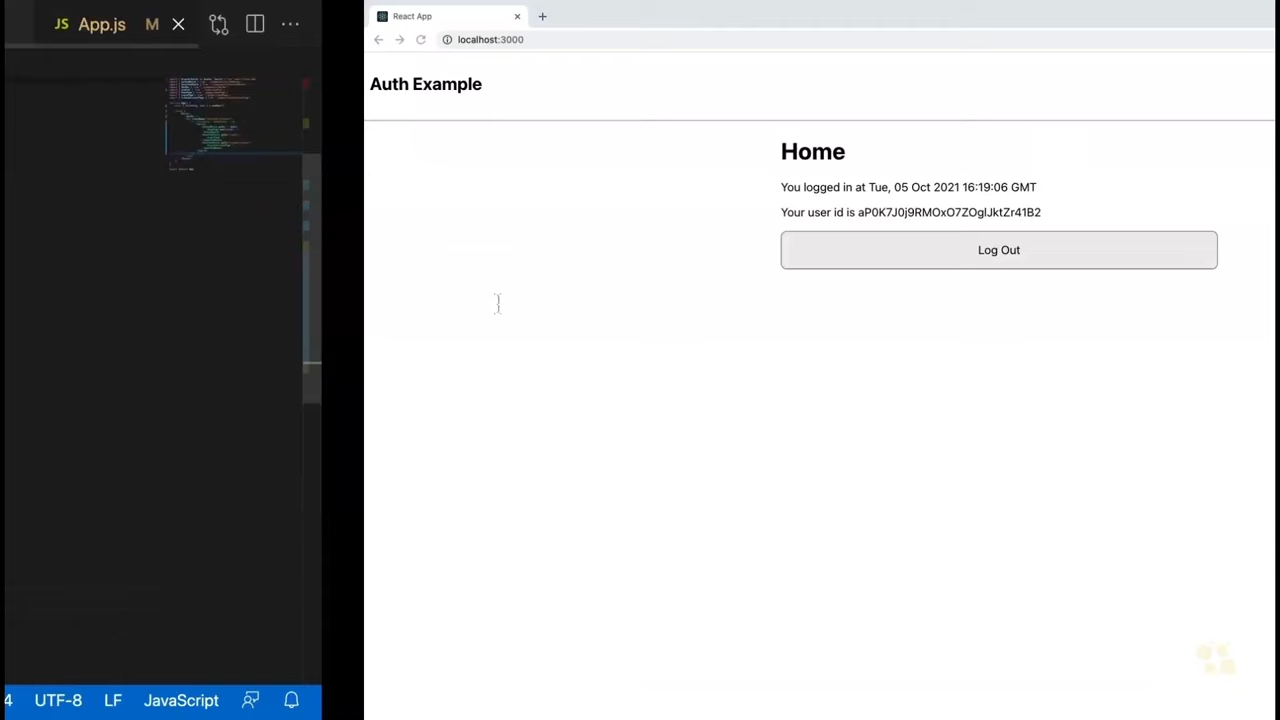 JS App.js M
React App
localhost:3000
Auth Example
Home
You logged in at Tue, 05 Oct 2021 16:19:06 GMT
Your user id is aP0K7J0j9RMOxO7ZOglJktZr41B2
Log Out
4 UTF-8 LF JavaScript